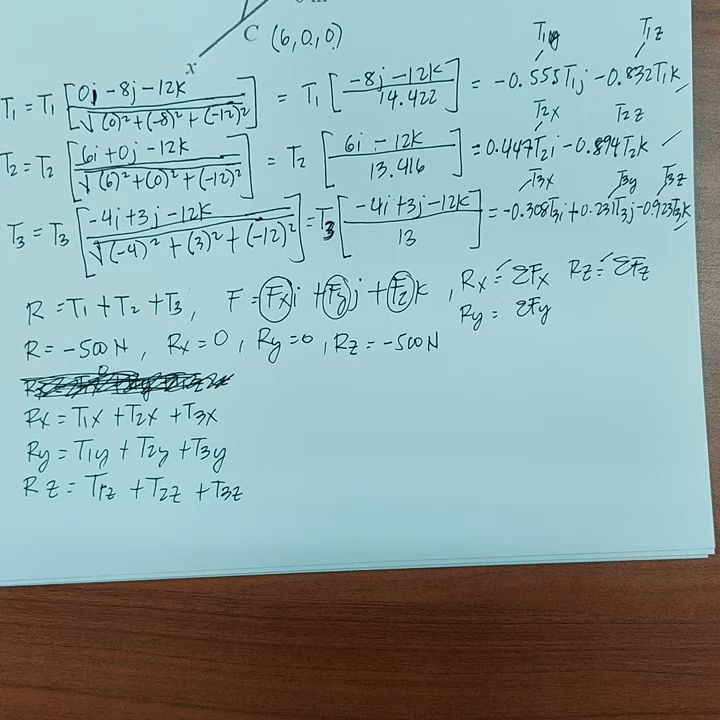 C (6,0,0)
x
T1y T1z
T1 = T1 [0j - 8j - 12k / √(0)²+(-8)²+(-12)²] = T1 [-8j - 12k / 14.422] = -0.555T1j - 0.832T1k
T2x T2z
T2 = T2 [6i + 0j - 12k / √(6)²+(0)²+(-12)²] = T2 [6i - 12k / 13.416] = 0.447T2i - 0.894T2k
T3x T3y T3z
T3 = T3 [-4i + 3j - 12k / √(-4)²+(3)²+(-12)²] = T3 [-4i + 3j - 12k / 13] = -0.308T3i + 0.231T3j - 0.923T3k
R = T1 + T2 + T3, F = Fxi + Fyj + Fzk, Rx = ΣFx Rz = ΣFz
Ry = ΣFy
R = -500N, Rx = 0, Ry = 0, Rz = -500N
Rx = T1x + T2x + T3x
Ry = T1y + T2y + T3y
Rz = T1z + T2z + T3z